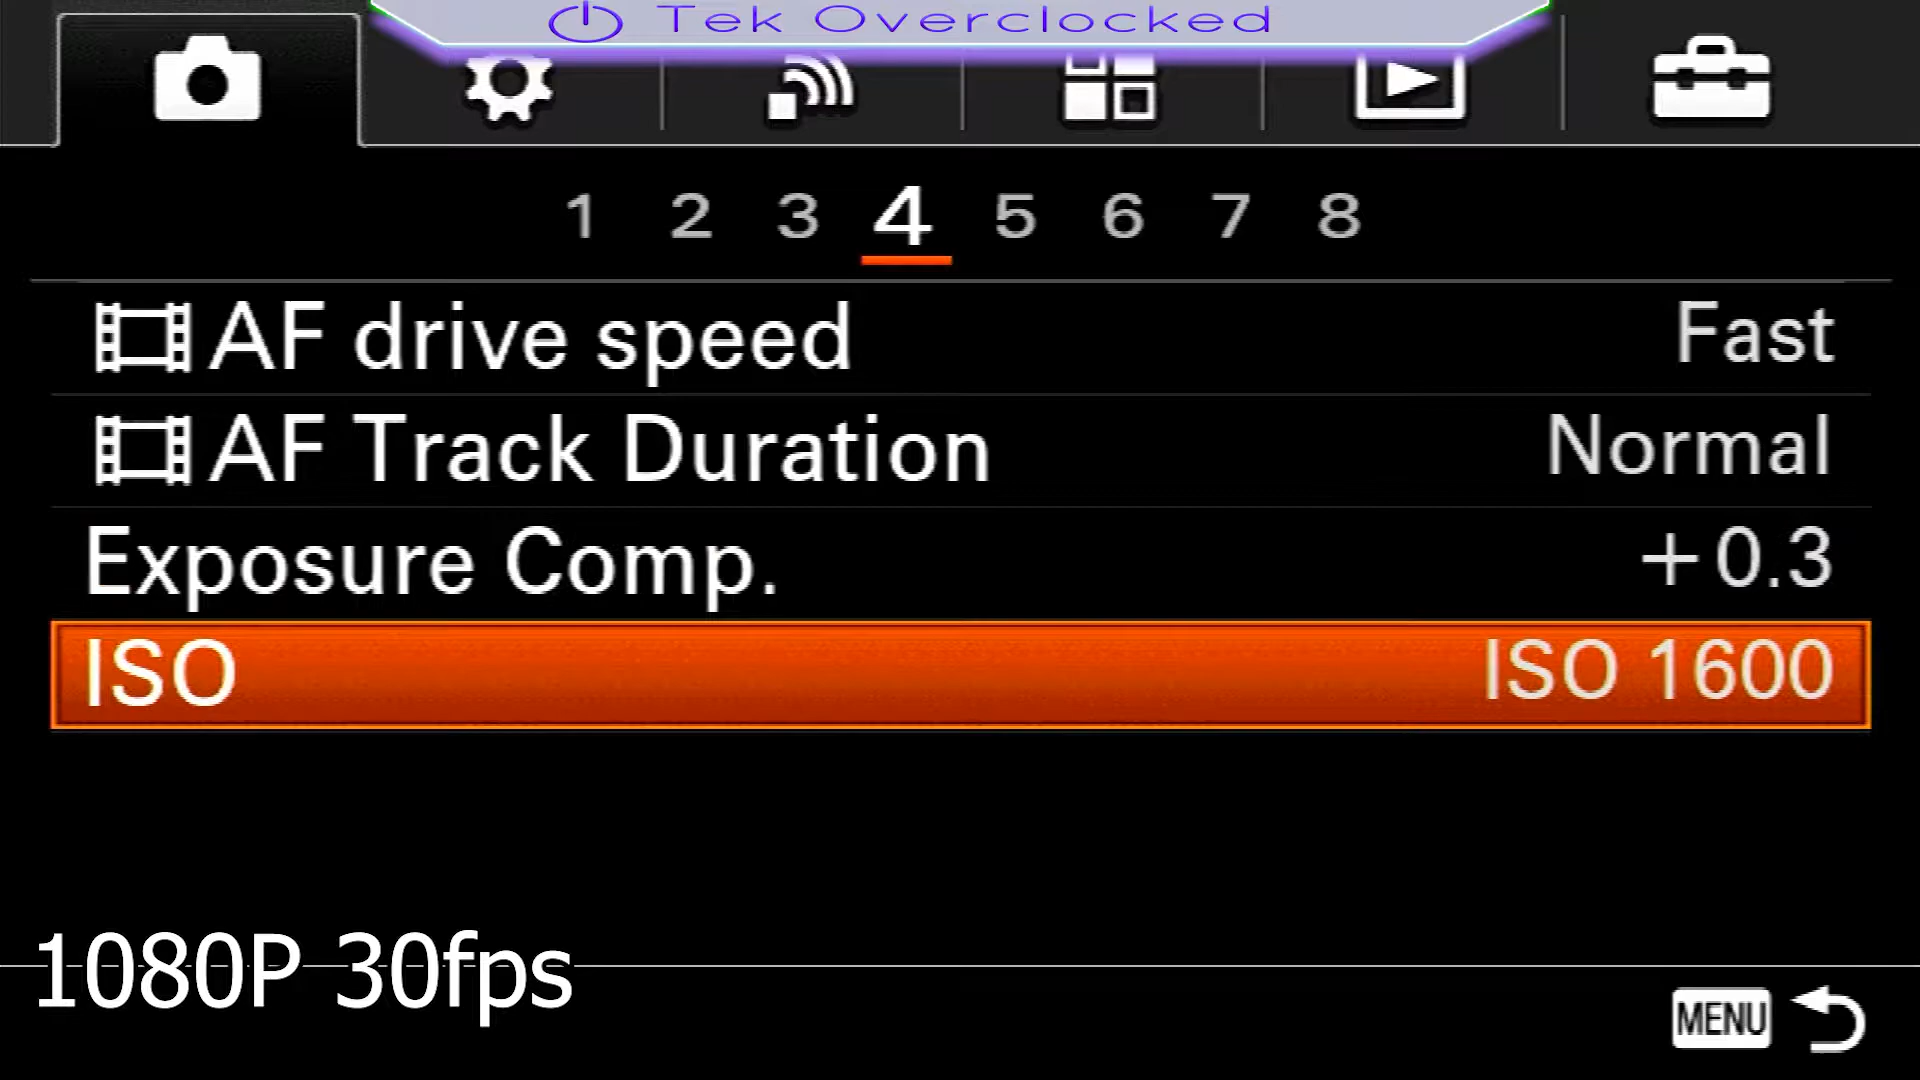 Tek Overclocked
1 2 3 4 5 6 7 8
AF drive speed Fast
AF Track Duration Normal
Exposure Comp. +0.3
ISO ISO 1600
1080P 30fps
MENU